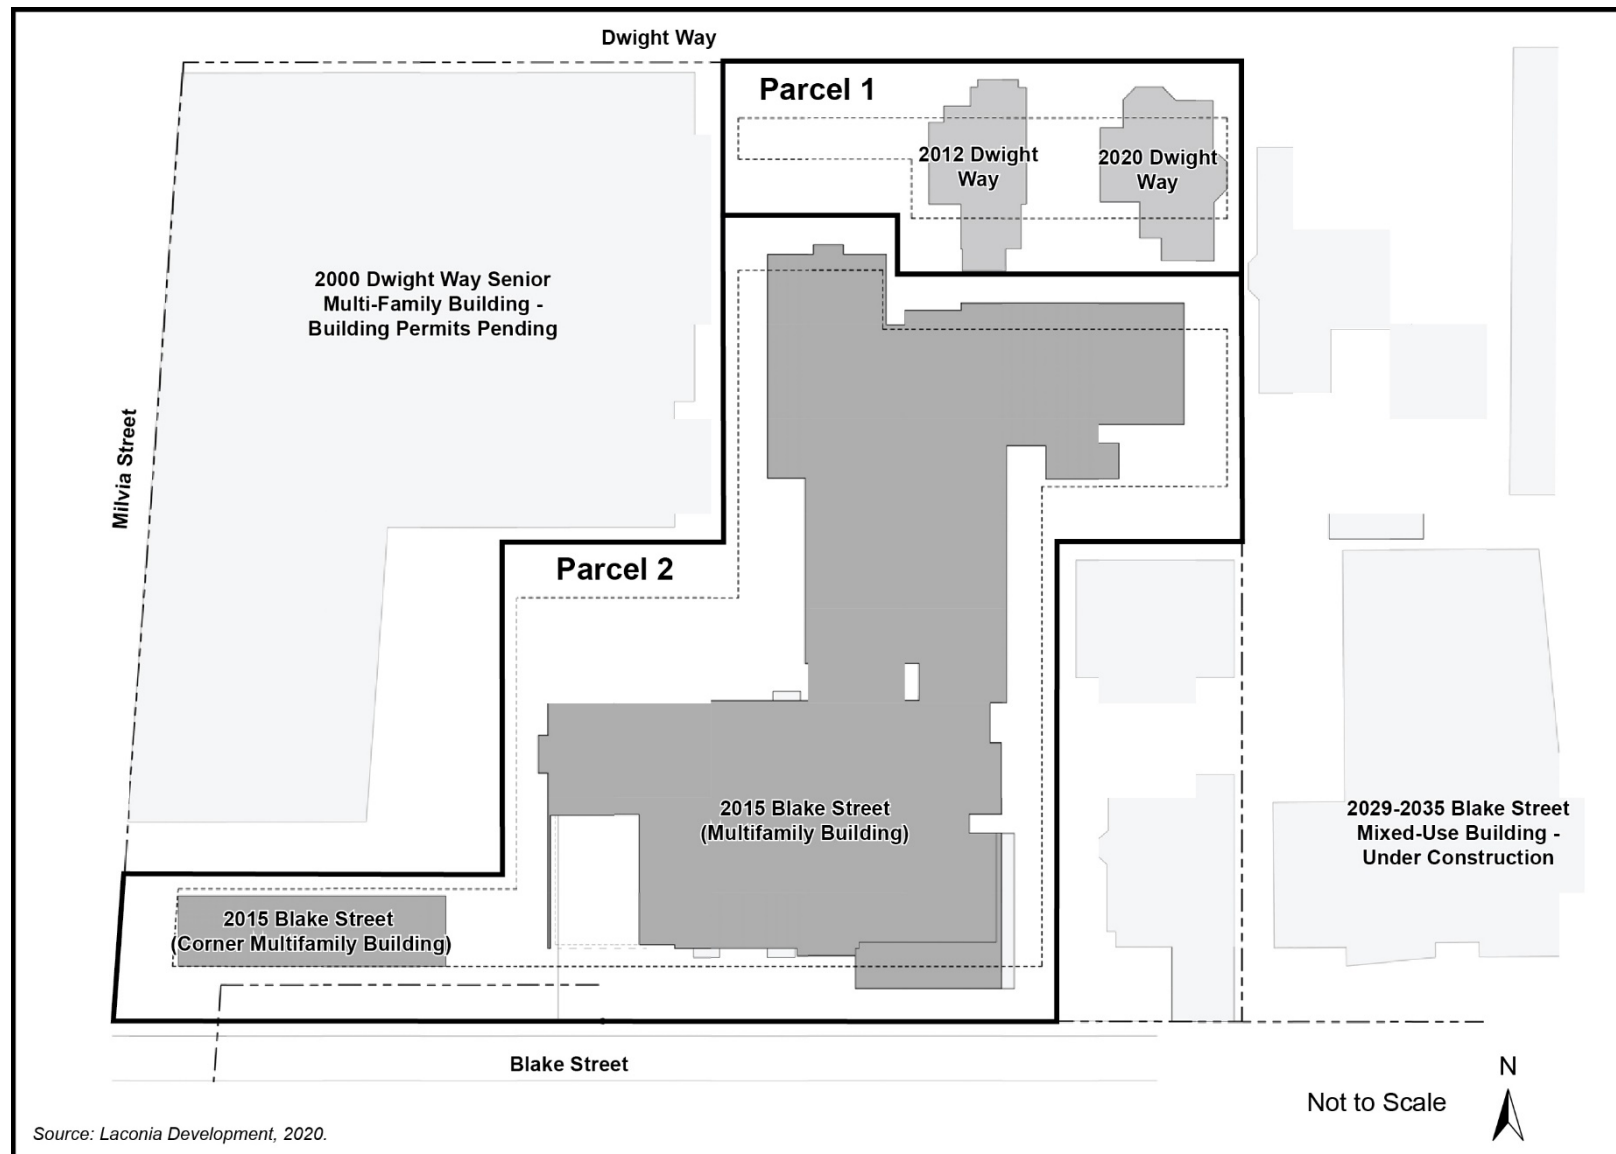 Dwight Way
Parcel 1
2012 Dwight
Way
2020 Dwight
Way
2000 Dwight Way Senior
Multi-Family Building -
Building Permits Pending
Milvia Street
Parcel 2
2015 Blake Street
(Multifamily Building)
2029-2035 Blake Street
Mixed-Use Building -
Under Construction
2015 Blake Street
(Corner Multifamily Building)
Blake Street
N
Not to Scale
Source: Laconia Development, 2020.